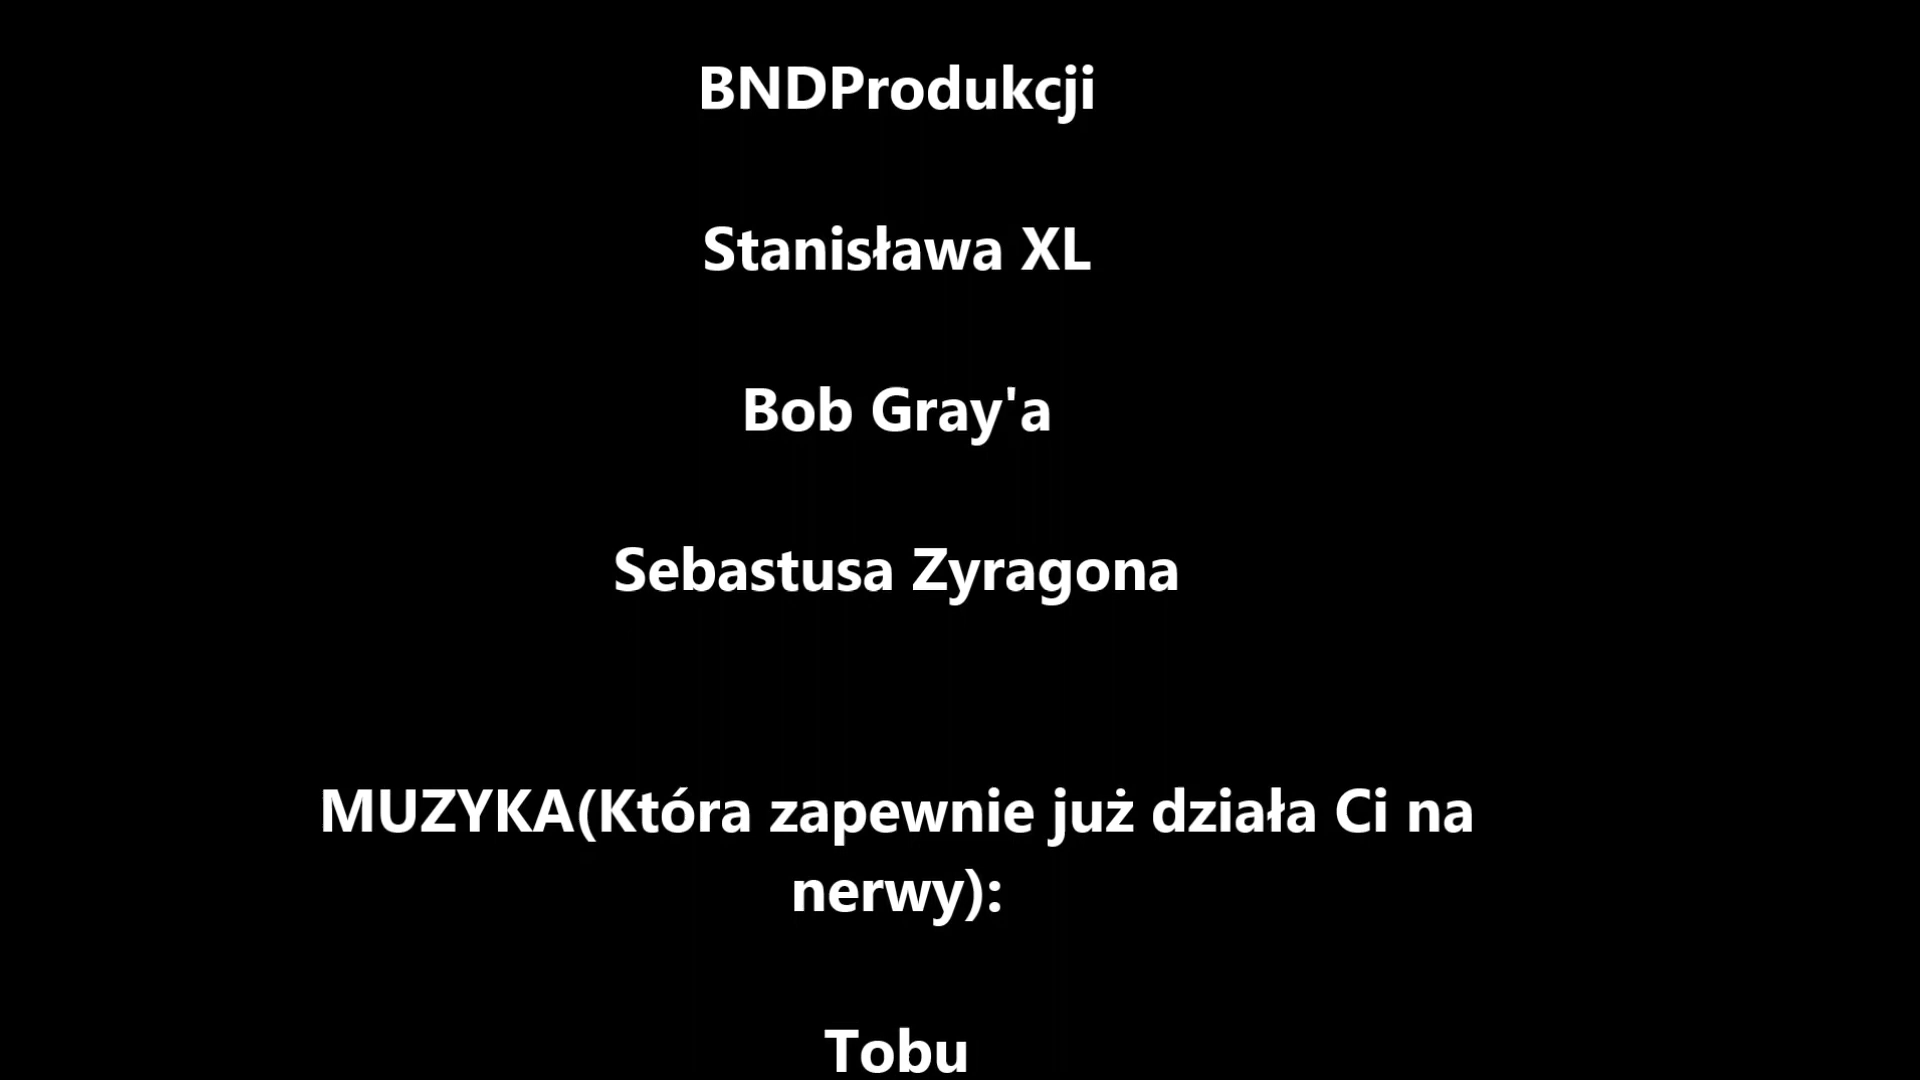 BNDProdukcji
Stanisława XL
Bob Gray'a
Sebastusa Zyragona
MUZYKA(Która zapewnie już działa Ci na
nerwy):
Tobu